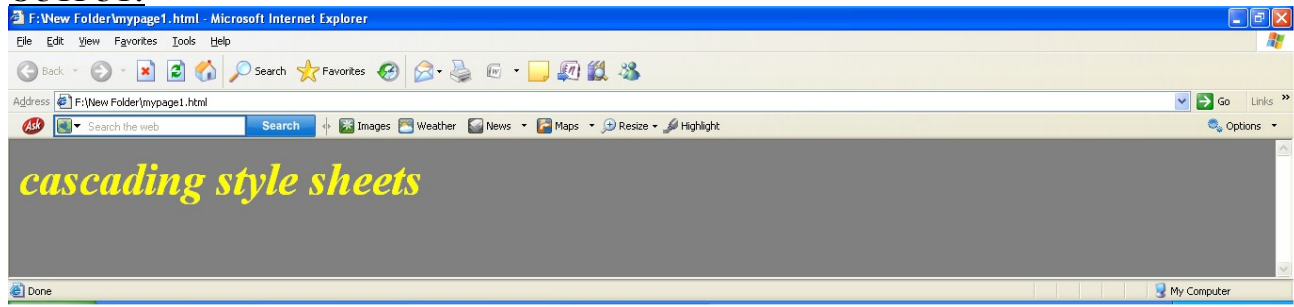 OUTPUT:
F:\New Folder\mypage1.html - Microsoft Internet Explorer
File Edit View Favorites Tools Help
Back Search Favorites
Address F:\New Folder\mypage1.html Go Links »
Ask Search the web Search Images Weather News Maps Resize Highlight Options
cascading style sheets
Done My Computer